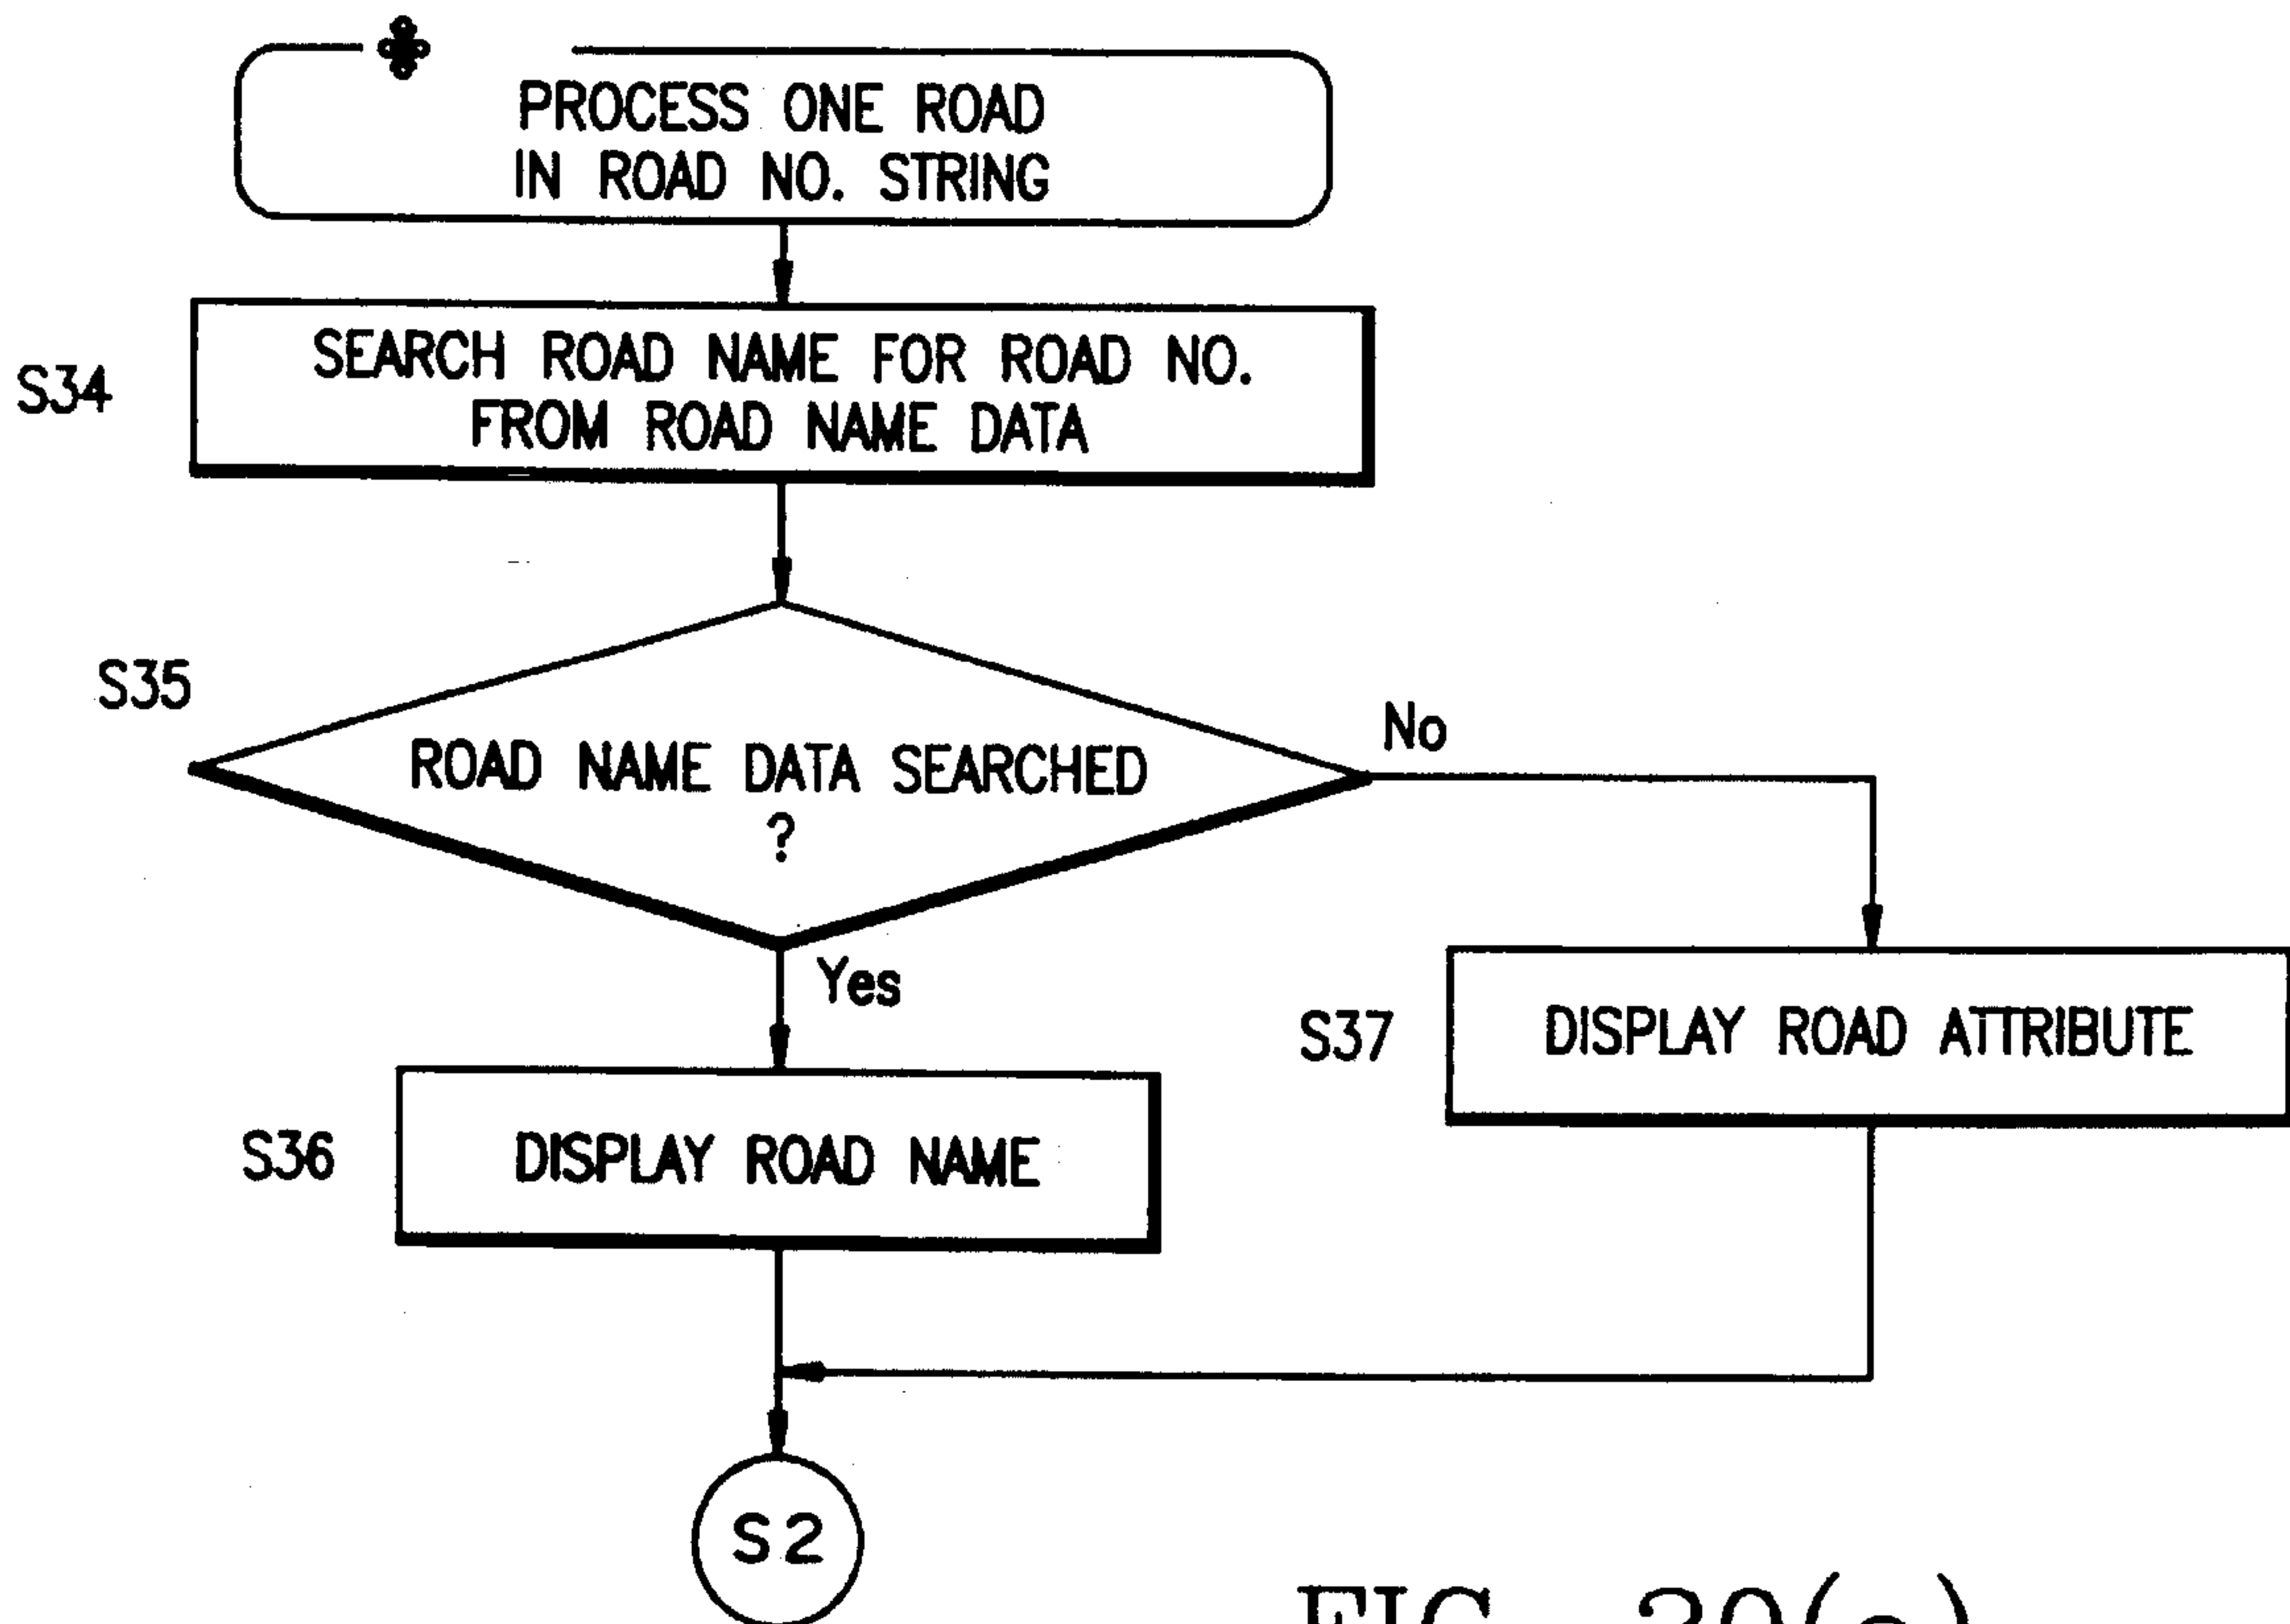 PROCESS ONE ROAD
IN ROAD NO. STRING
S34
SEARCH ROAD NAME FOR ROAD NO.
FROM ROAD NAME DATA
S35
ROAD NAME DATA SEARCHED
?
No
Yes
S37
DISPLAY ROAD ATTRIBUTE
S36
DISPLAY ROAD NAME
S2